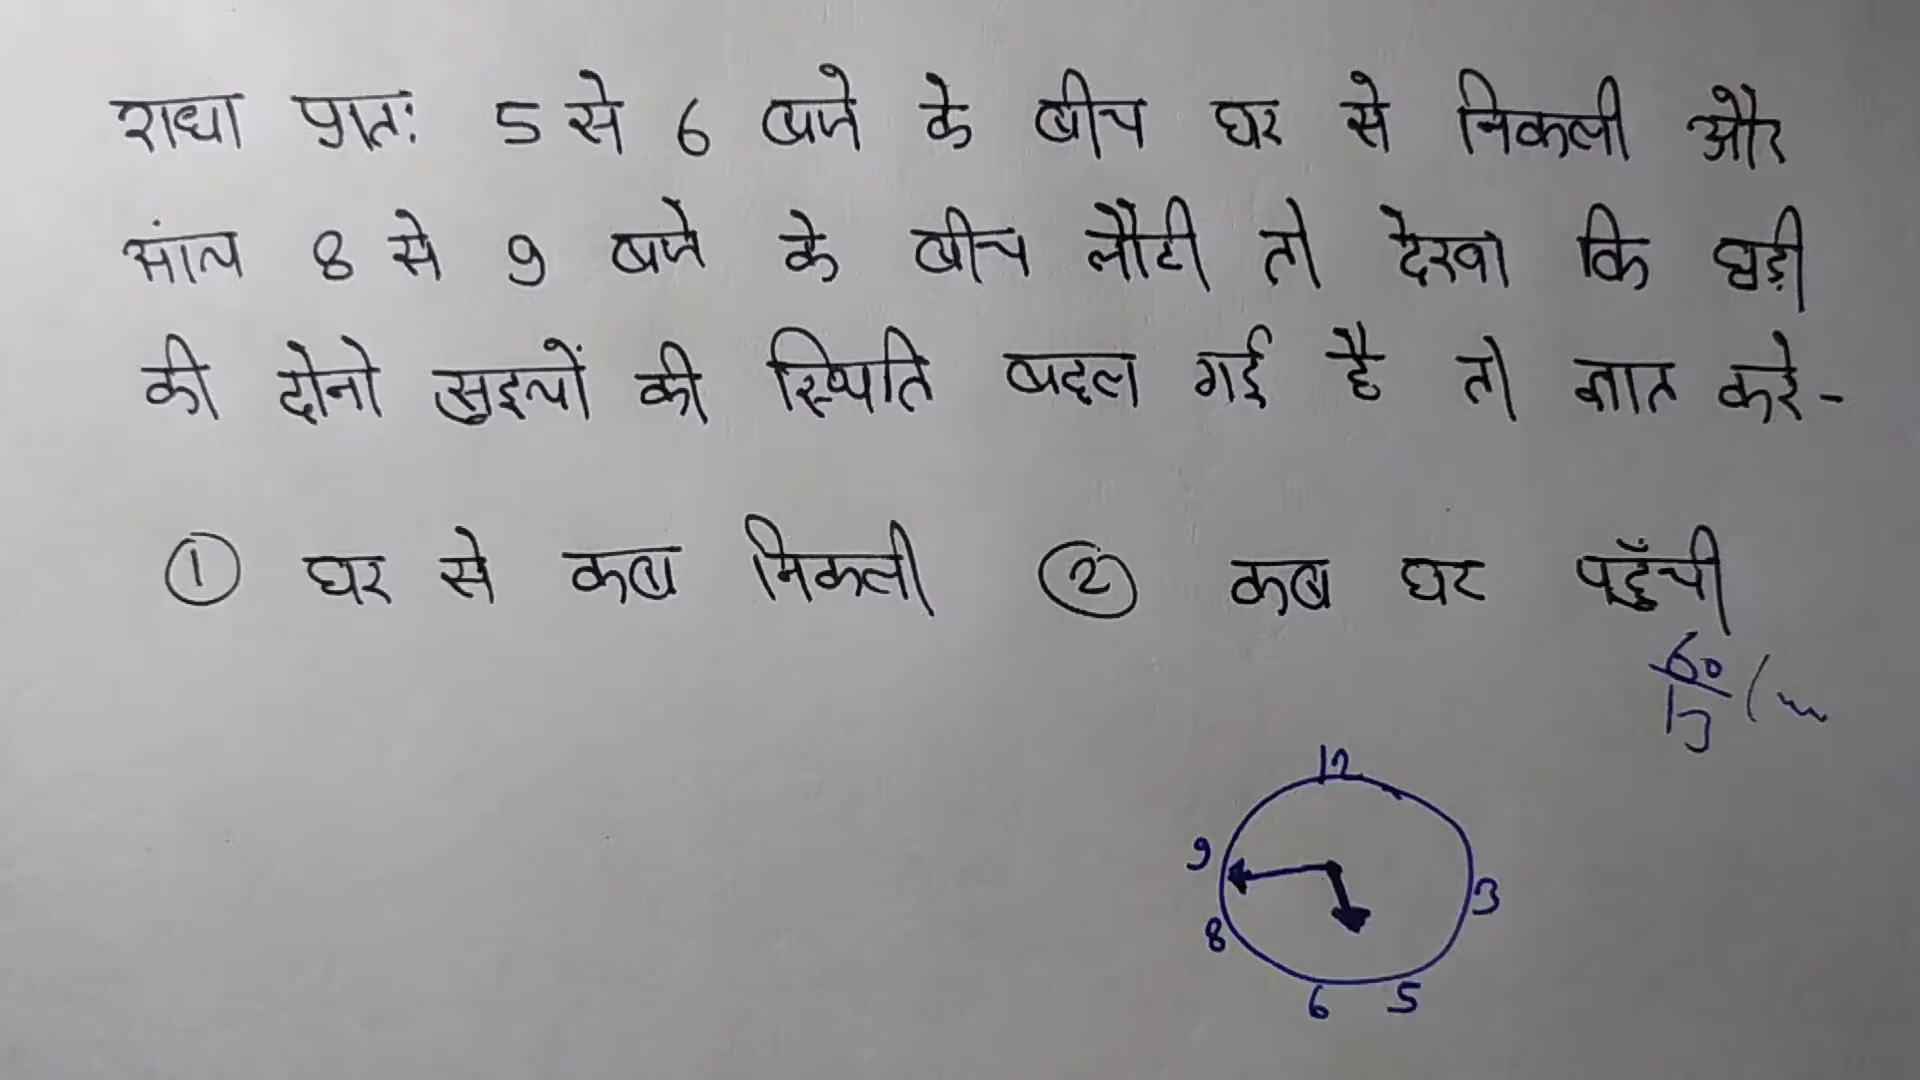 राधा प्रातः 5 से 6 बजे के बीच घर से निकली और
सांय 8 से 9 बजे के बीच लौटी तो देखा कि घड़ी
की दोनो सुइयों की स्थिति बदल गई है तो ज्ञात करे-
① घर से कब निकली ② कब घर पहुँची
60
13
12
9
3
8
6 5